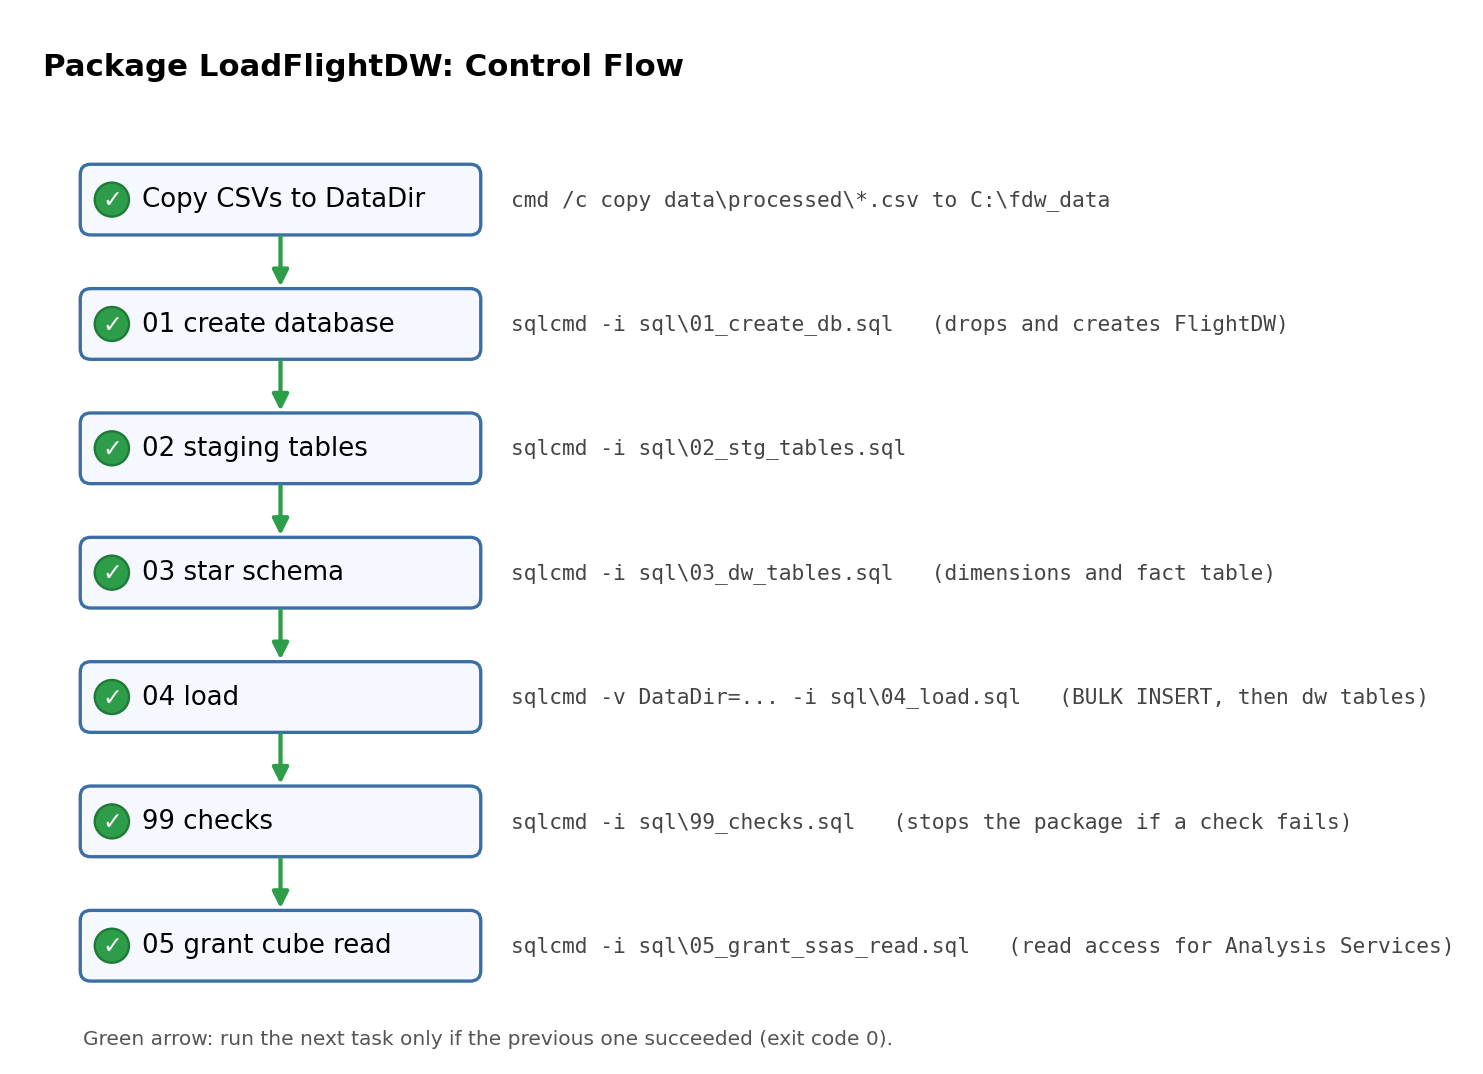 Package LoadFlightDW: Control Flow
✓ Copy CSVs to DataDir cmd /c copy data\processed\*.csv to C:\fdw_data
✓ 01 create database sqlcmd -i sql\01_create_db.sql (drops and creates FlightDW)
✓ 02 staging tables sqlcmd -i sql\02_stg_tables.sql
✓ 03 star schema sqlcmd -i sql\03_dw_tables.sql (dimensions and fact table)
✓ 04 load sqlcmd -v DataDir=... -i sql\04_load.sql (BULK INSERT, then dw tables)
✓ 99 checks sqlcmd -i sql\99_checks.sql (stops the package if a check fails)
✓ 05 grant cube read sqlcmd -i sql\05_grant_ssas_read.sql (read access for Analysis Services)
Green arrow: run the next task only if the previous one succeeded (exit code 0).